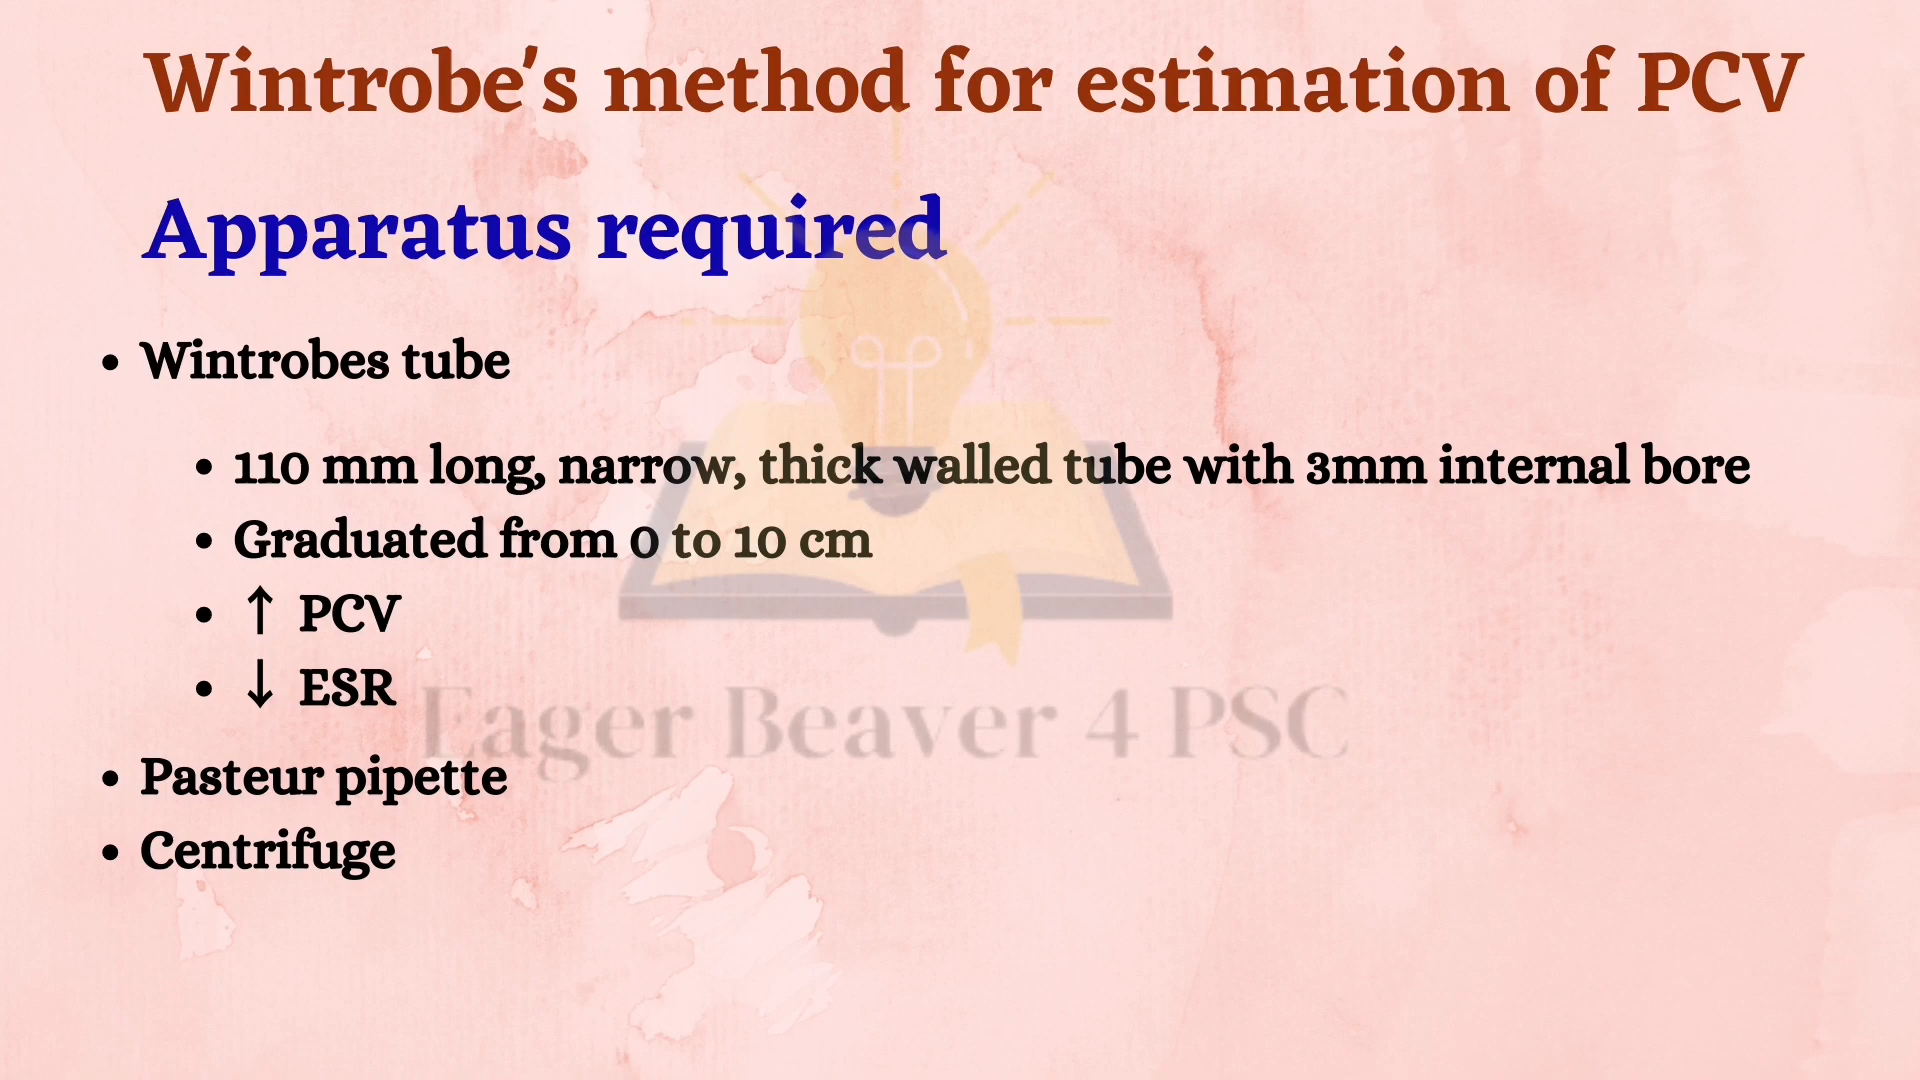 Wintrobe's method for estimation of PCV
Apparatus required
• Wintrobes tube
• 110 mm long, narrow, thick walled tube with 3mm internal bore
• Graduated from 0 to 10 cm
• ↑ PCV
• ↓ ESR
Eager Beaver 4 PSC
• Pasteur pipette
• Centrifuge